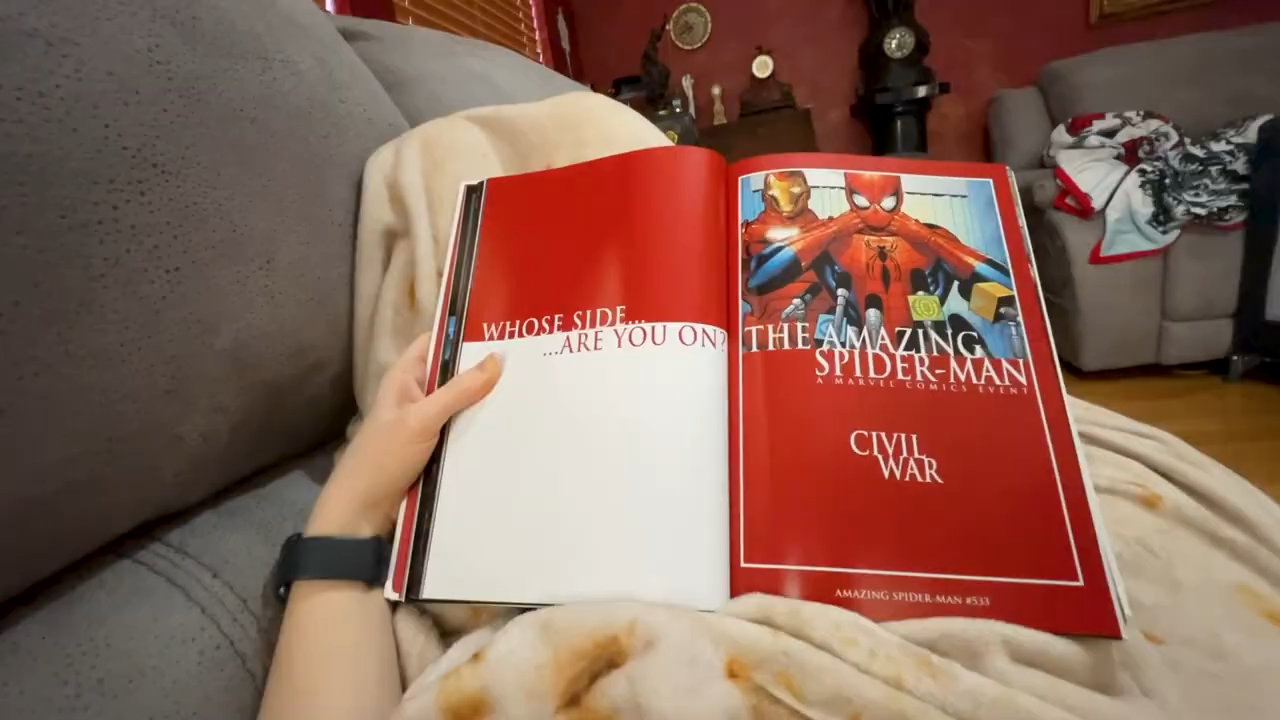 WHOSE SIDE...
...ARE YOU ON?
THE AMAZING
SPIDER-MAN
A MARVEL COMICS EVENT
CIVIL
WAR
AMAZING SPIDER-MAN #533